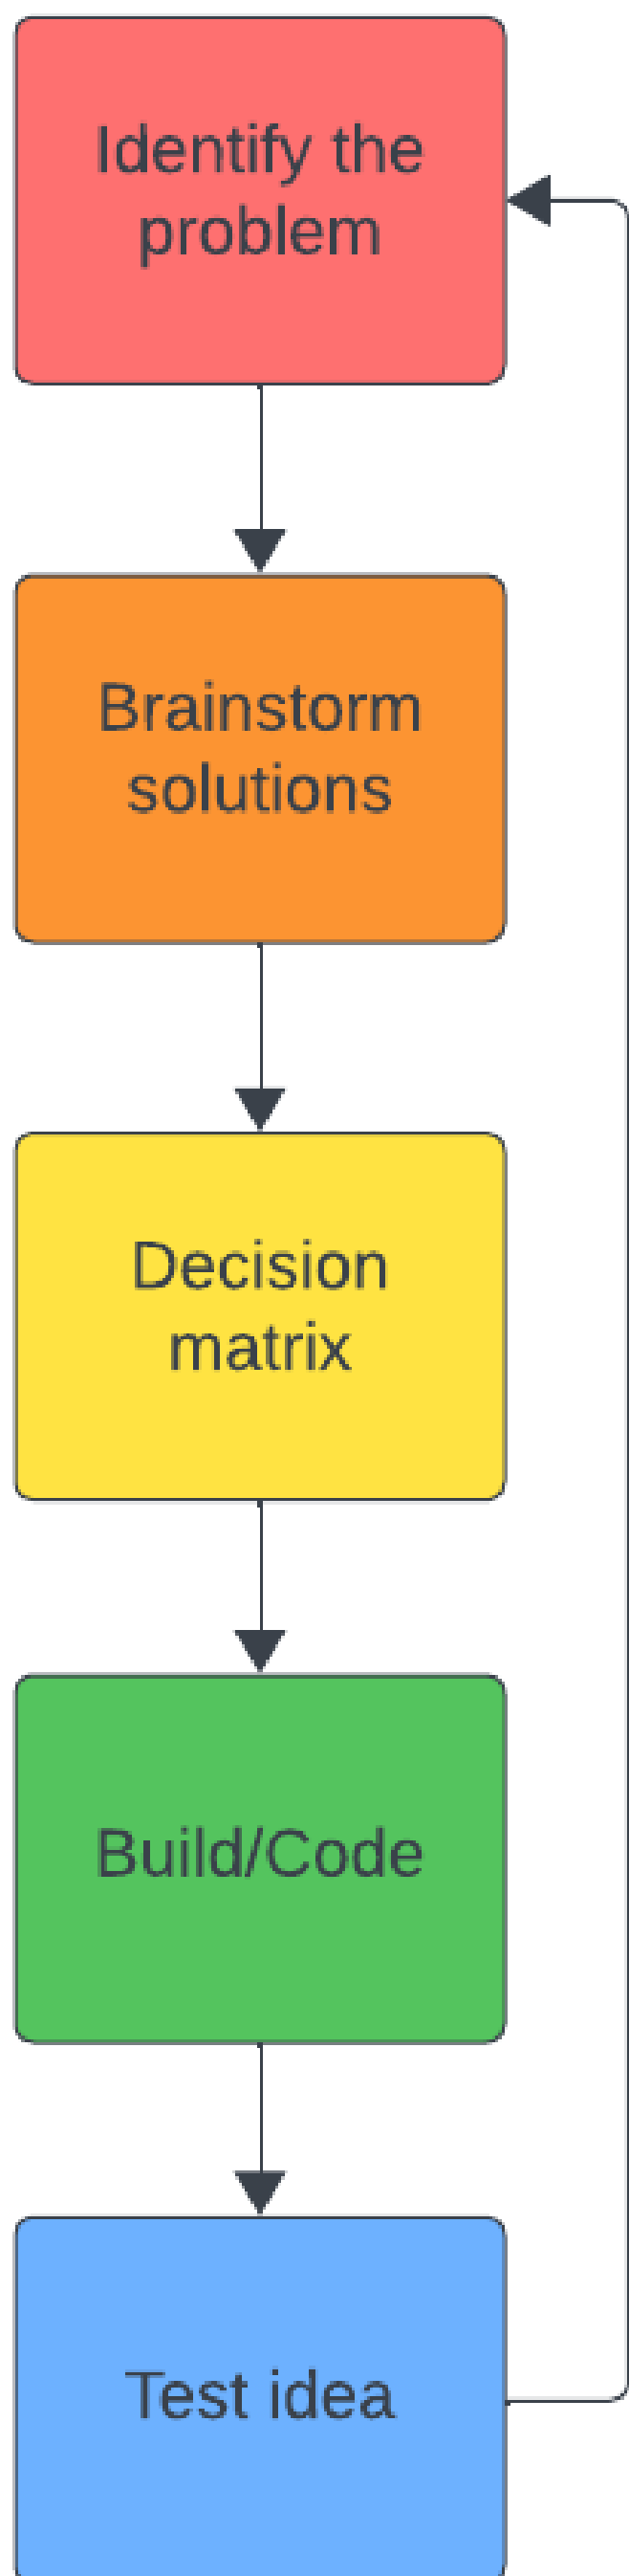 Identify the
problem
Brainstorm
solutions
Decision
matrix
Build/Code
Test idea